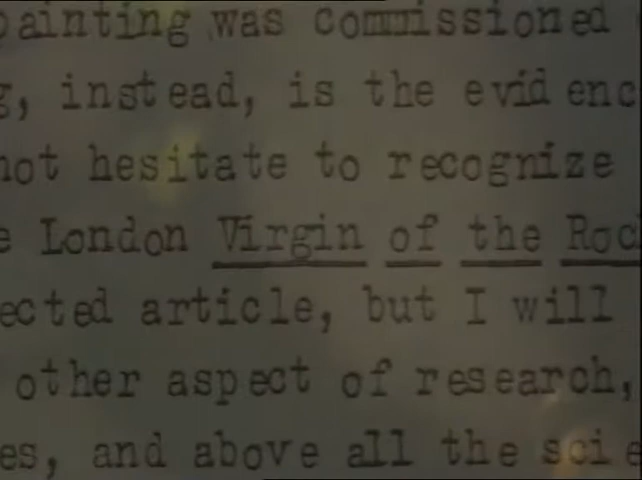 painting was commissioned
g, instead, is the evidenc
not hesitate to recognize
e London Virgin of the Roc
ected article, but I will
other aspect of research,
es, and above all the scie